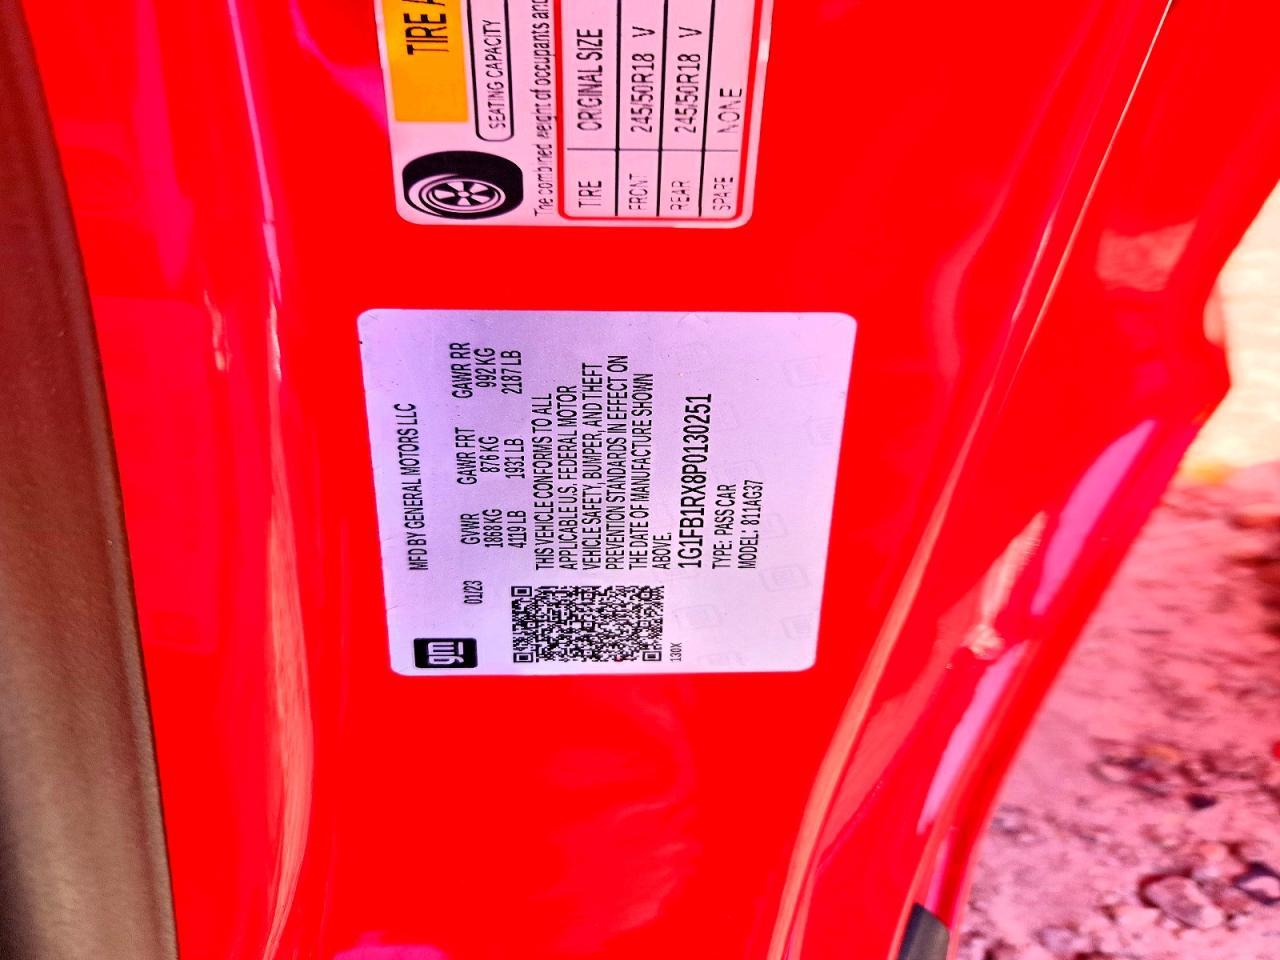 TIRE
SEATING CAPACITY
The combined weight of occupants and
TIRE ORIGINAL SIZE
FRONT 245/50R18 V
REAR 245/50R18 V
SPARE NONE
gm
MFD BY GENERAL MOTORS LLC
01/23 GVWR GAWR FRT GAWR RR
1868 KG 876 KG 992 KG
4119 LB 1931 LB 2187 LB
THIS VEHICLE CONFORMS TO ALL
APPLICABLE U.S. FEDERAL MOTOR
VEHICLE SAFETY, BUMPER, AND THEFT
PREVENTION STANDARDS IN EFFECT ON
THE DATE OF MANUFACTURE SHOWN
ABOVE.
1G1FB1RX8P0130251
TYPE: PASS CAR
MODEL: 811AG37
130X